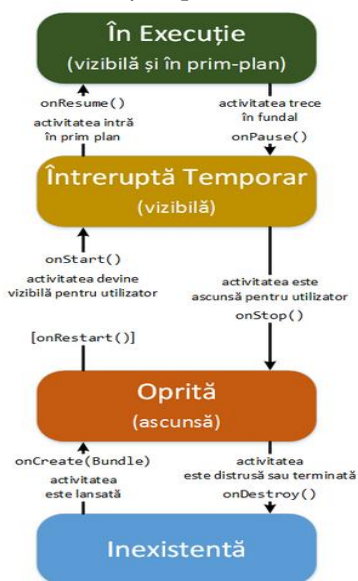 În Execuție
(vizibilă și în prim-plan)
onResume()
activitatea intră
în prim plan
activitatea trece
în fundal
onPause()
Întreruptă Temporar
(vizibilă)
onStart()
activitatea devine
vizibilă pentru utilizator
[onRestart()]
activitatea este
ascunsă pentru utilizator
onStop()
Oprită
(ascunsă)
onCreate(Bundle)
activitatea
este lansată
activitatea
este distrusă sau terminată
onDestroy()
Inexistentă